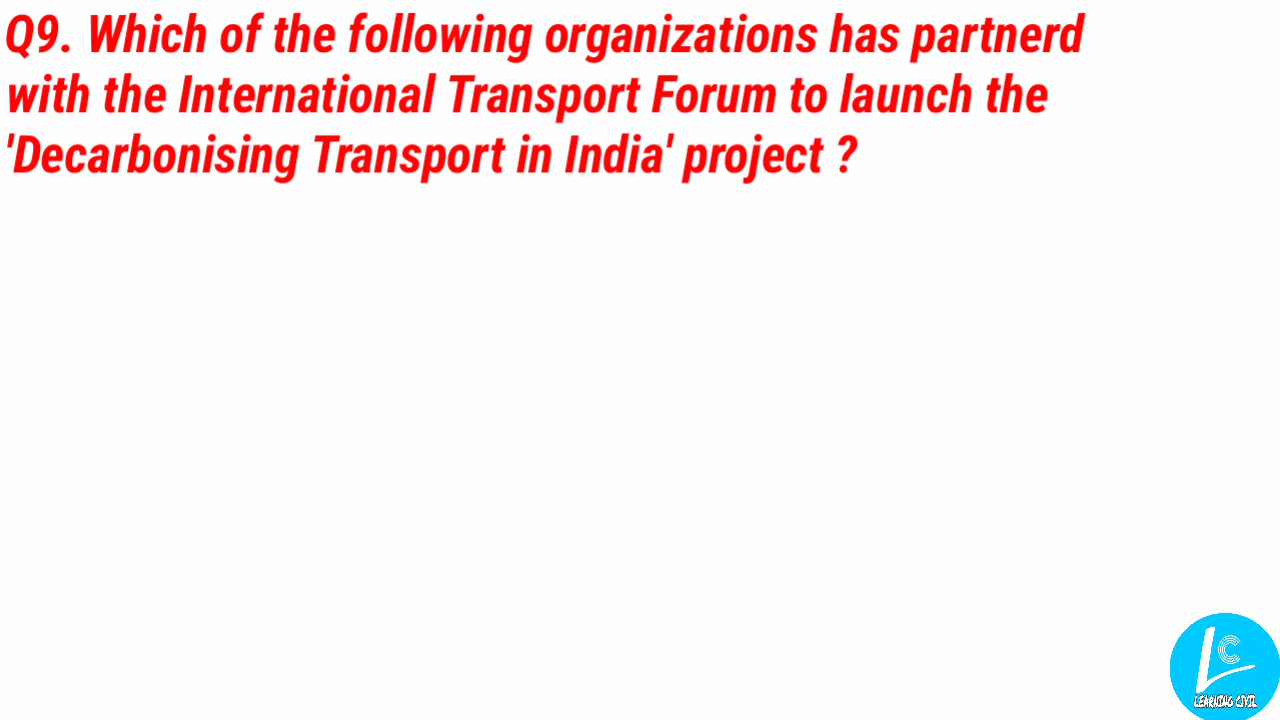 Q9. Which of the following organizations has partnerd
with the International Transport Forum to launch the
'Decarbonising Transport in India' project ?
LC
LEARNING CIVIL